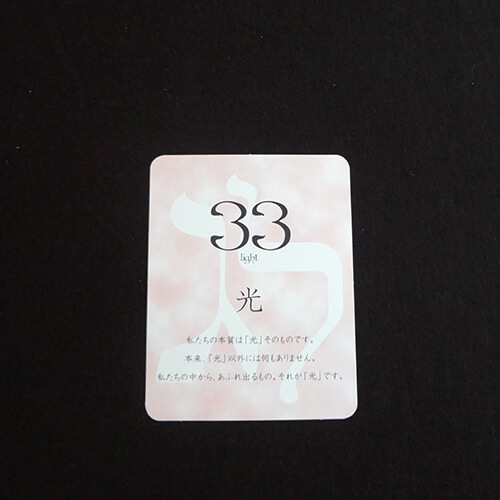 33
light
光
私たちの本質は「光」そのものです。
本来、「光」以外には何もありません。
私たちの中から、あふれ出るもの。それが「光」です。